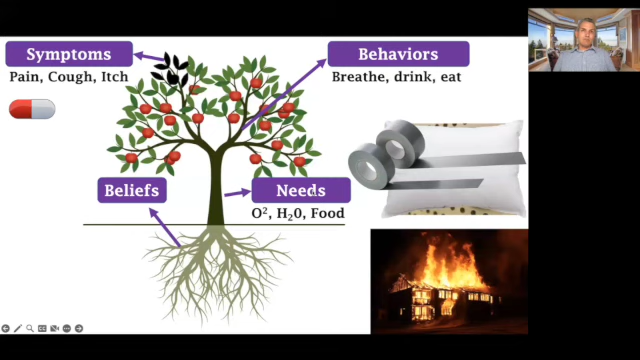 Symptoms
Pain, Cough, Itch
Behaviors
Breathe, drink, eat
Beliefs
Needs
O², H₂0, Food